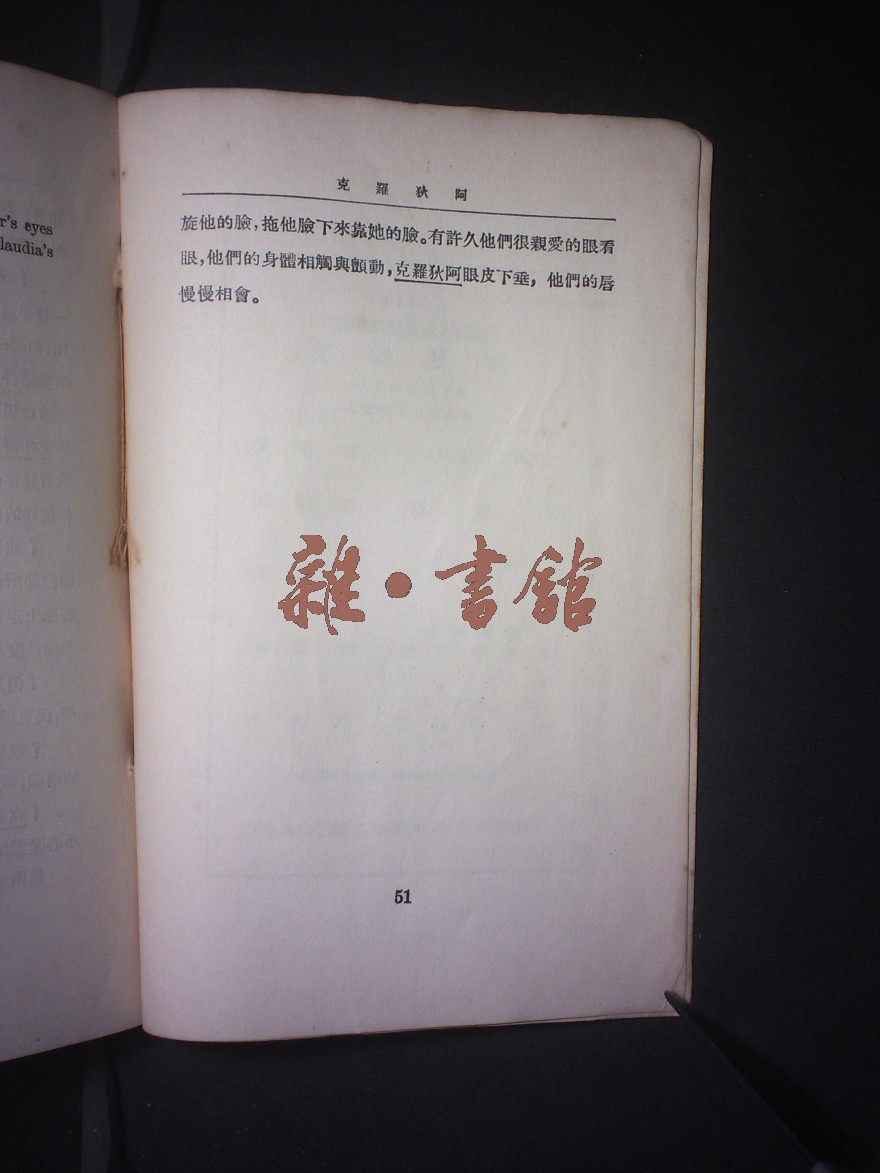 r's eyes
laudia's
克羅狄阿
旋他的臉,拖他臉下來靠她的臉。有許久他們很親愛的眼看
眼,他們的身體相觸與顫動,克羅狄阿眼皮下垂,他們的唇
慢慢相會。
雜·書館
51